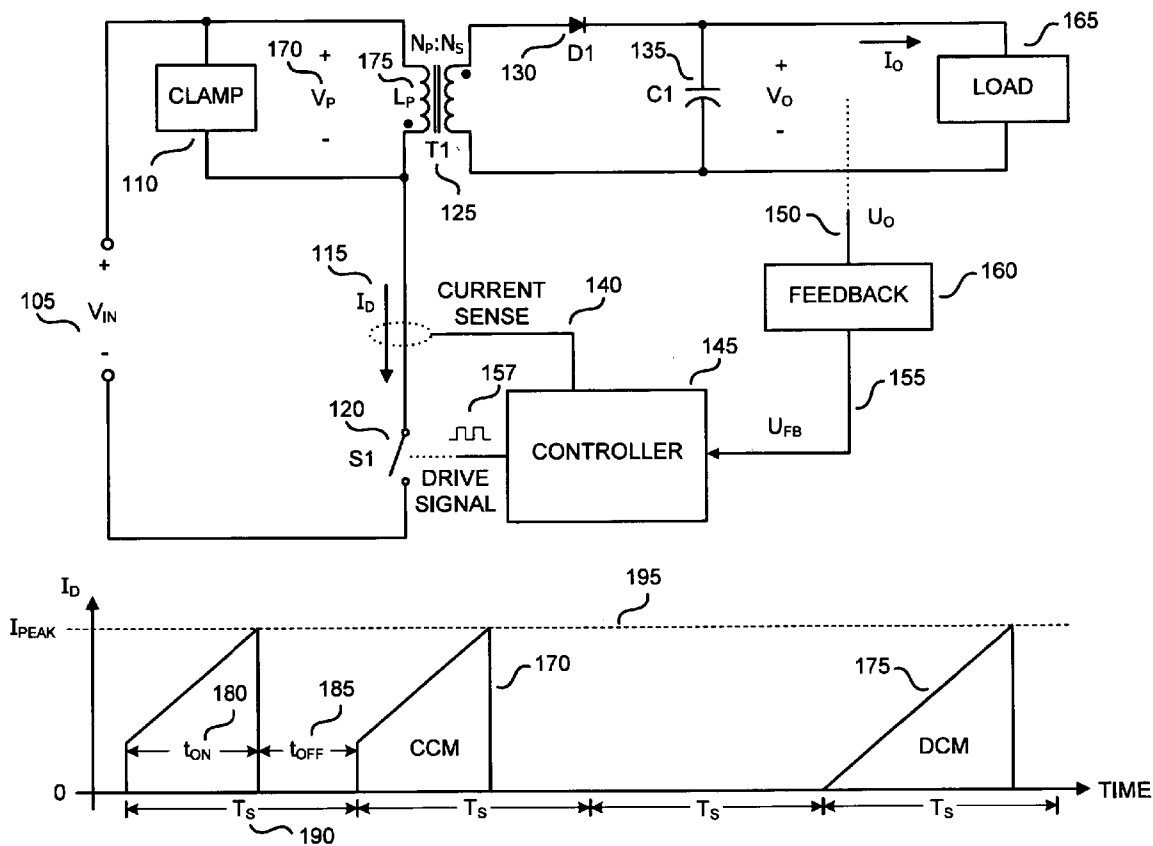 165
N_P:N_S
170
+
V_P
-
175
L_P
130
D1
135
C1
+
V_O
-
I_O
LOAD
CLAMP
110
T1
125
150
U_O
115
I_D
CURRENT
SENSE
140
FEEDBACK
160
105
+
V_IN
-
145
157
155
120
S1
DRIVE
SIGNAL
CONTROLLER
U_FB
I_D
195
I_PEAK
180
185
170
175
t_ON
t_OFF
CCM
DCM
0
TIME
T_S
T_S
T_S
T_S
190